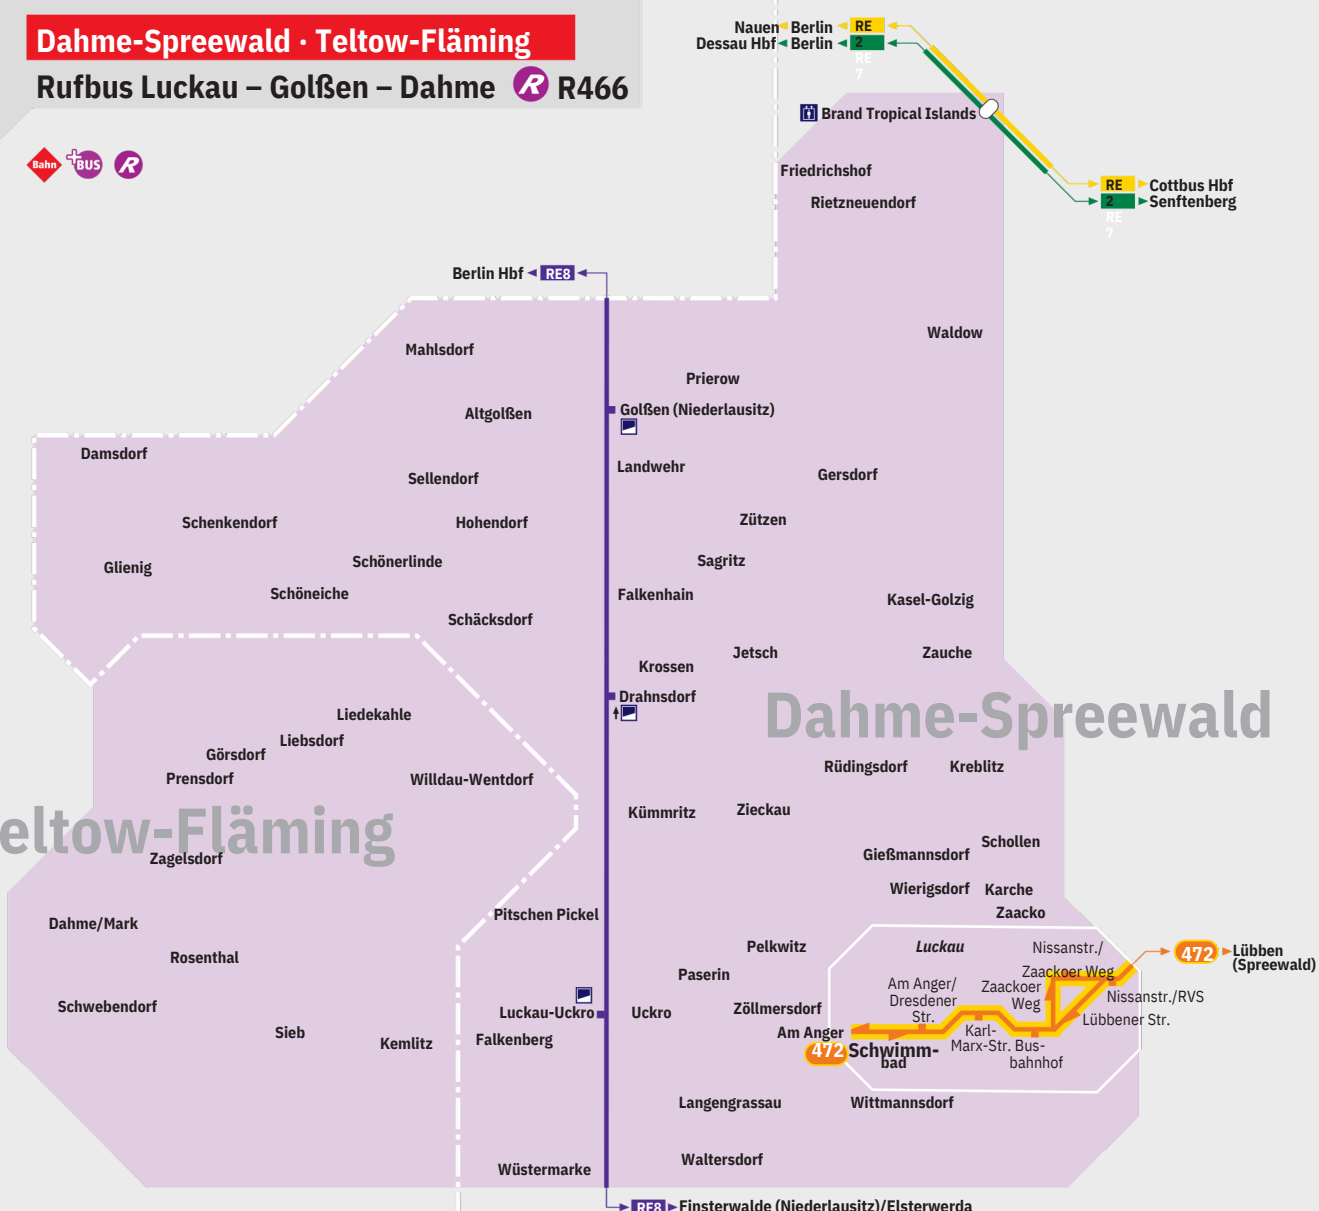 Dahme-Spreewald · Teltow-Fläming
Rufbus Luckau – Golßen – Dahme R R466
Bahn +BUS R
Nauen Berlin RE
Dessau Hbf Berlin 2
RE
7
Brand Tropical Islands
Friedrichshof
Rietzneuendorf
RE Cottbus Hbf
2 Senftenberg
RE
7
Berlin Hbf RE8
Waldow
Mahlsdorf
Prierow
Altgolßen
Golßen (Niederlausitz)
Damsdorf
Landwehr
Sellendorf
Gersdorf
Schenkendorf
Hohendorf
Zützen
Glienig
Schönerlinde
Sagritz
Schöneiche
Falkenhain
Kasel-Golzig
Schäcksdorf
Jetsch
Zauche
Krossen
Drahnsdorf
Dahme-Spreewald
Liedekahle
Liebsdorf
Görsdorf
Prensdorf
Willdau-Wentdorf
Rüdingsdorf
Kreblitz
Kümmritz
Zieckau
eltow-Fläming
Zagelsdorf
Schollen
Gießmannsdorf
Wierigsdorf
Karche
Zaacko
Dahme/Mark
Pitschen Pickel
Rosenthal
Pelkwitz
Luckau
Nissanstr./
Zaackoer Weg
472 Lübben
(Spreewald)
Paserin
Am Anger/
Dresdener
Str.
Zaackoer
Weg
Nissanstr./RVS
Schwebendorf
Luckau-Uckro
Uckro
Zöllmersdorf
Lübbener Str.
Sieb
Kemlitz
Falkenberg
Am Anger
472 Schwimm-
bad
Karl-
Marx-Str.
Bus-
bahnhof
Langengrassau
Wittmannsdorf
Wüstermarke
Waltersdorf
RE8 Finsterwalde (Niederlausitz)/Elsterwerda